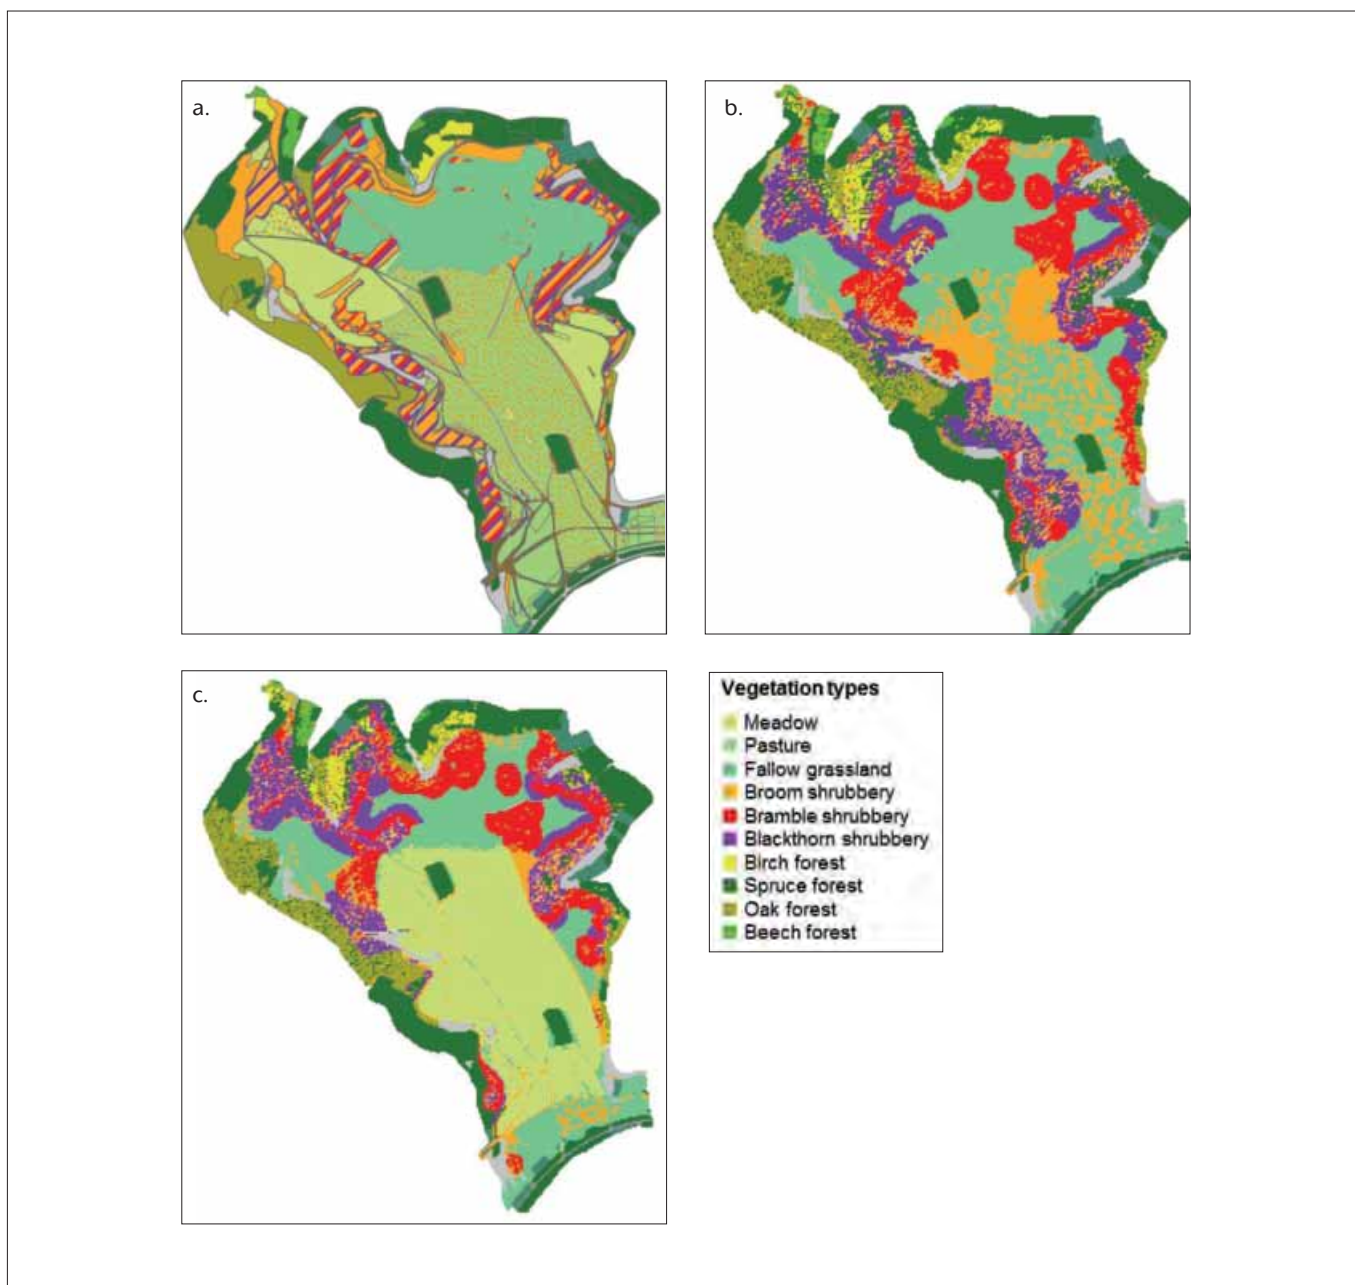 a.
b.
c.
Vegetation types
Meadow
Pasture
Fallow grassland
Broom shrubbery
Bramble shrubbery
Blackthorn shrubbery
Birch forest
Spruce forest
Oak forest
Beech forest